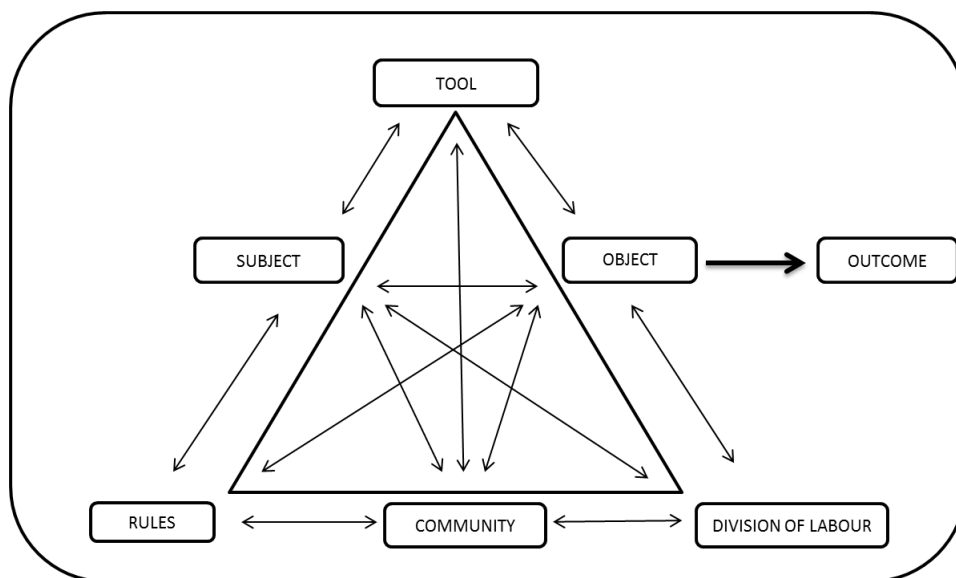 TOOL
SUBJECT
OBJECT
OUTCOME
RULES
COMMUNITY
DIVISION OF LABOUR